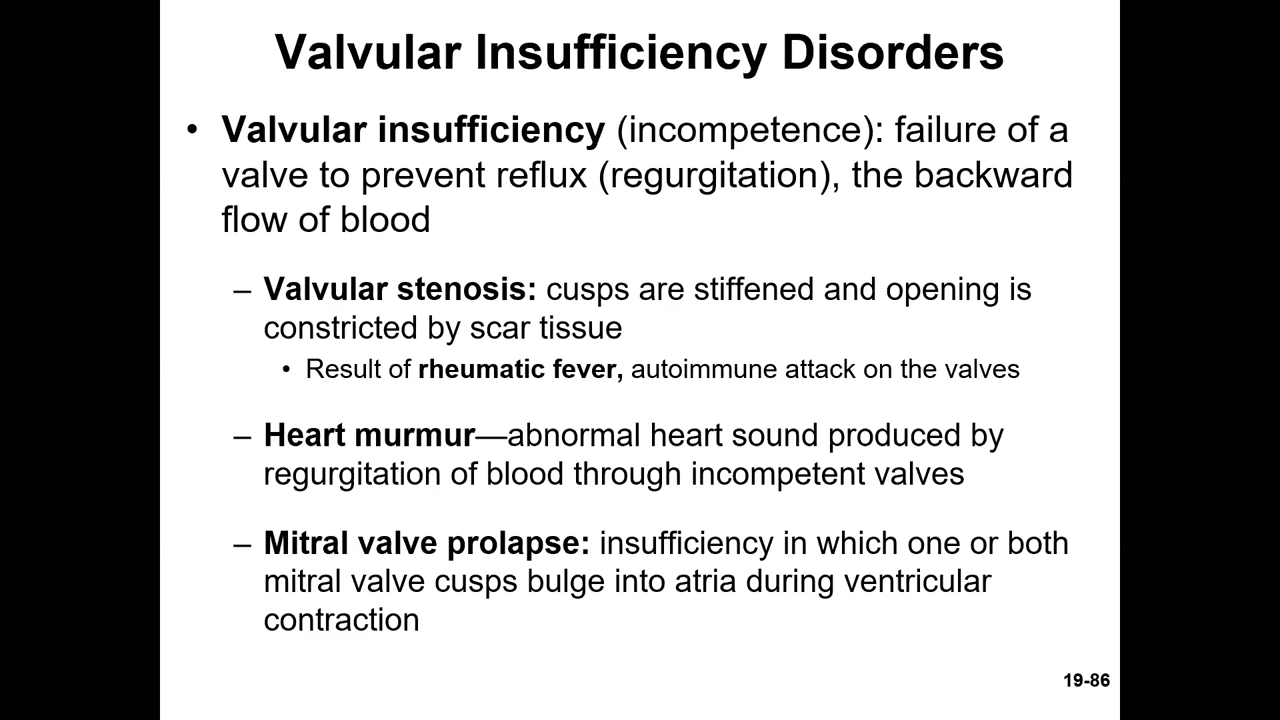 Valvular Insufficiency Disorders
• Valvular insufficiency (incompetence): failure of a
valve to prevent reflux (regurgitation), the backward
flow of blood
– Valvular stenosis: cusps are stiffened and opening is
constricted by scar tissue
• Result of rheumatic fever, autoimmune attack on the valves
– Heart murmur—abnormal heart sound produced by
regurgitation of blood through incompetent valves
– Mitral valve prolapse: insufficiency in which one or both
mitral valve cusps bulge into atria during ventricular
contraction
19-86